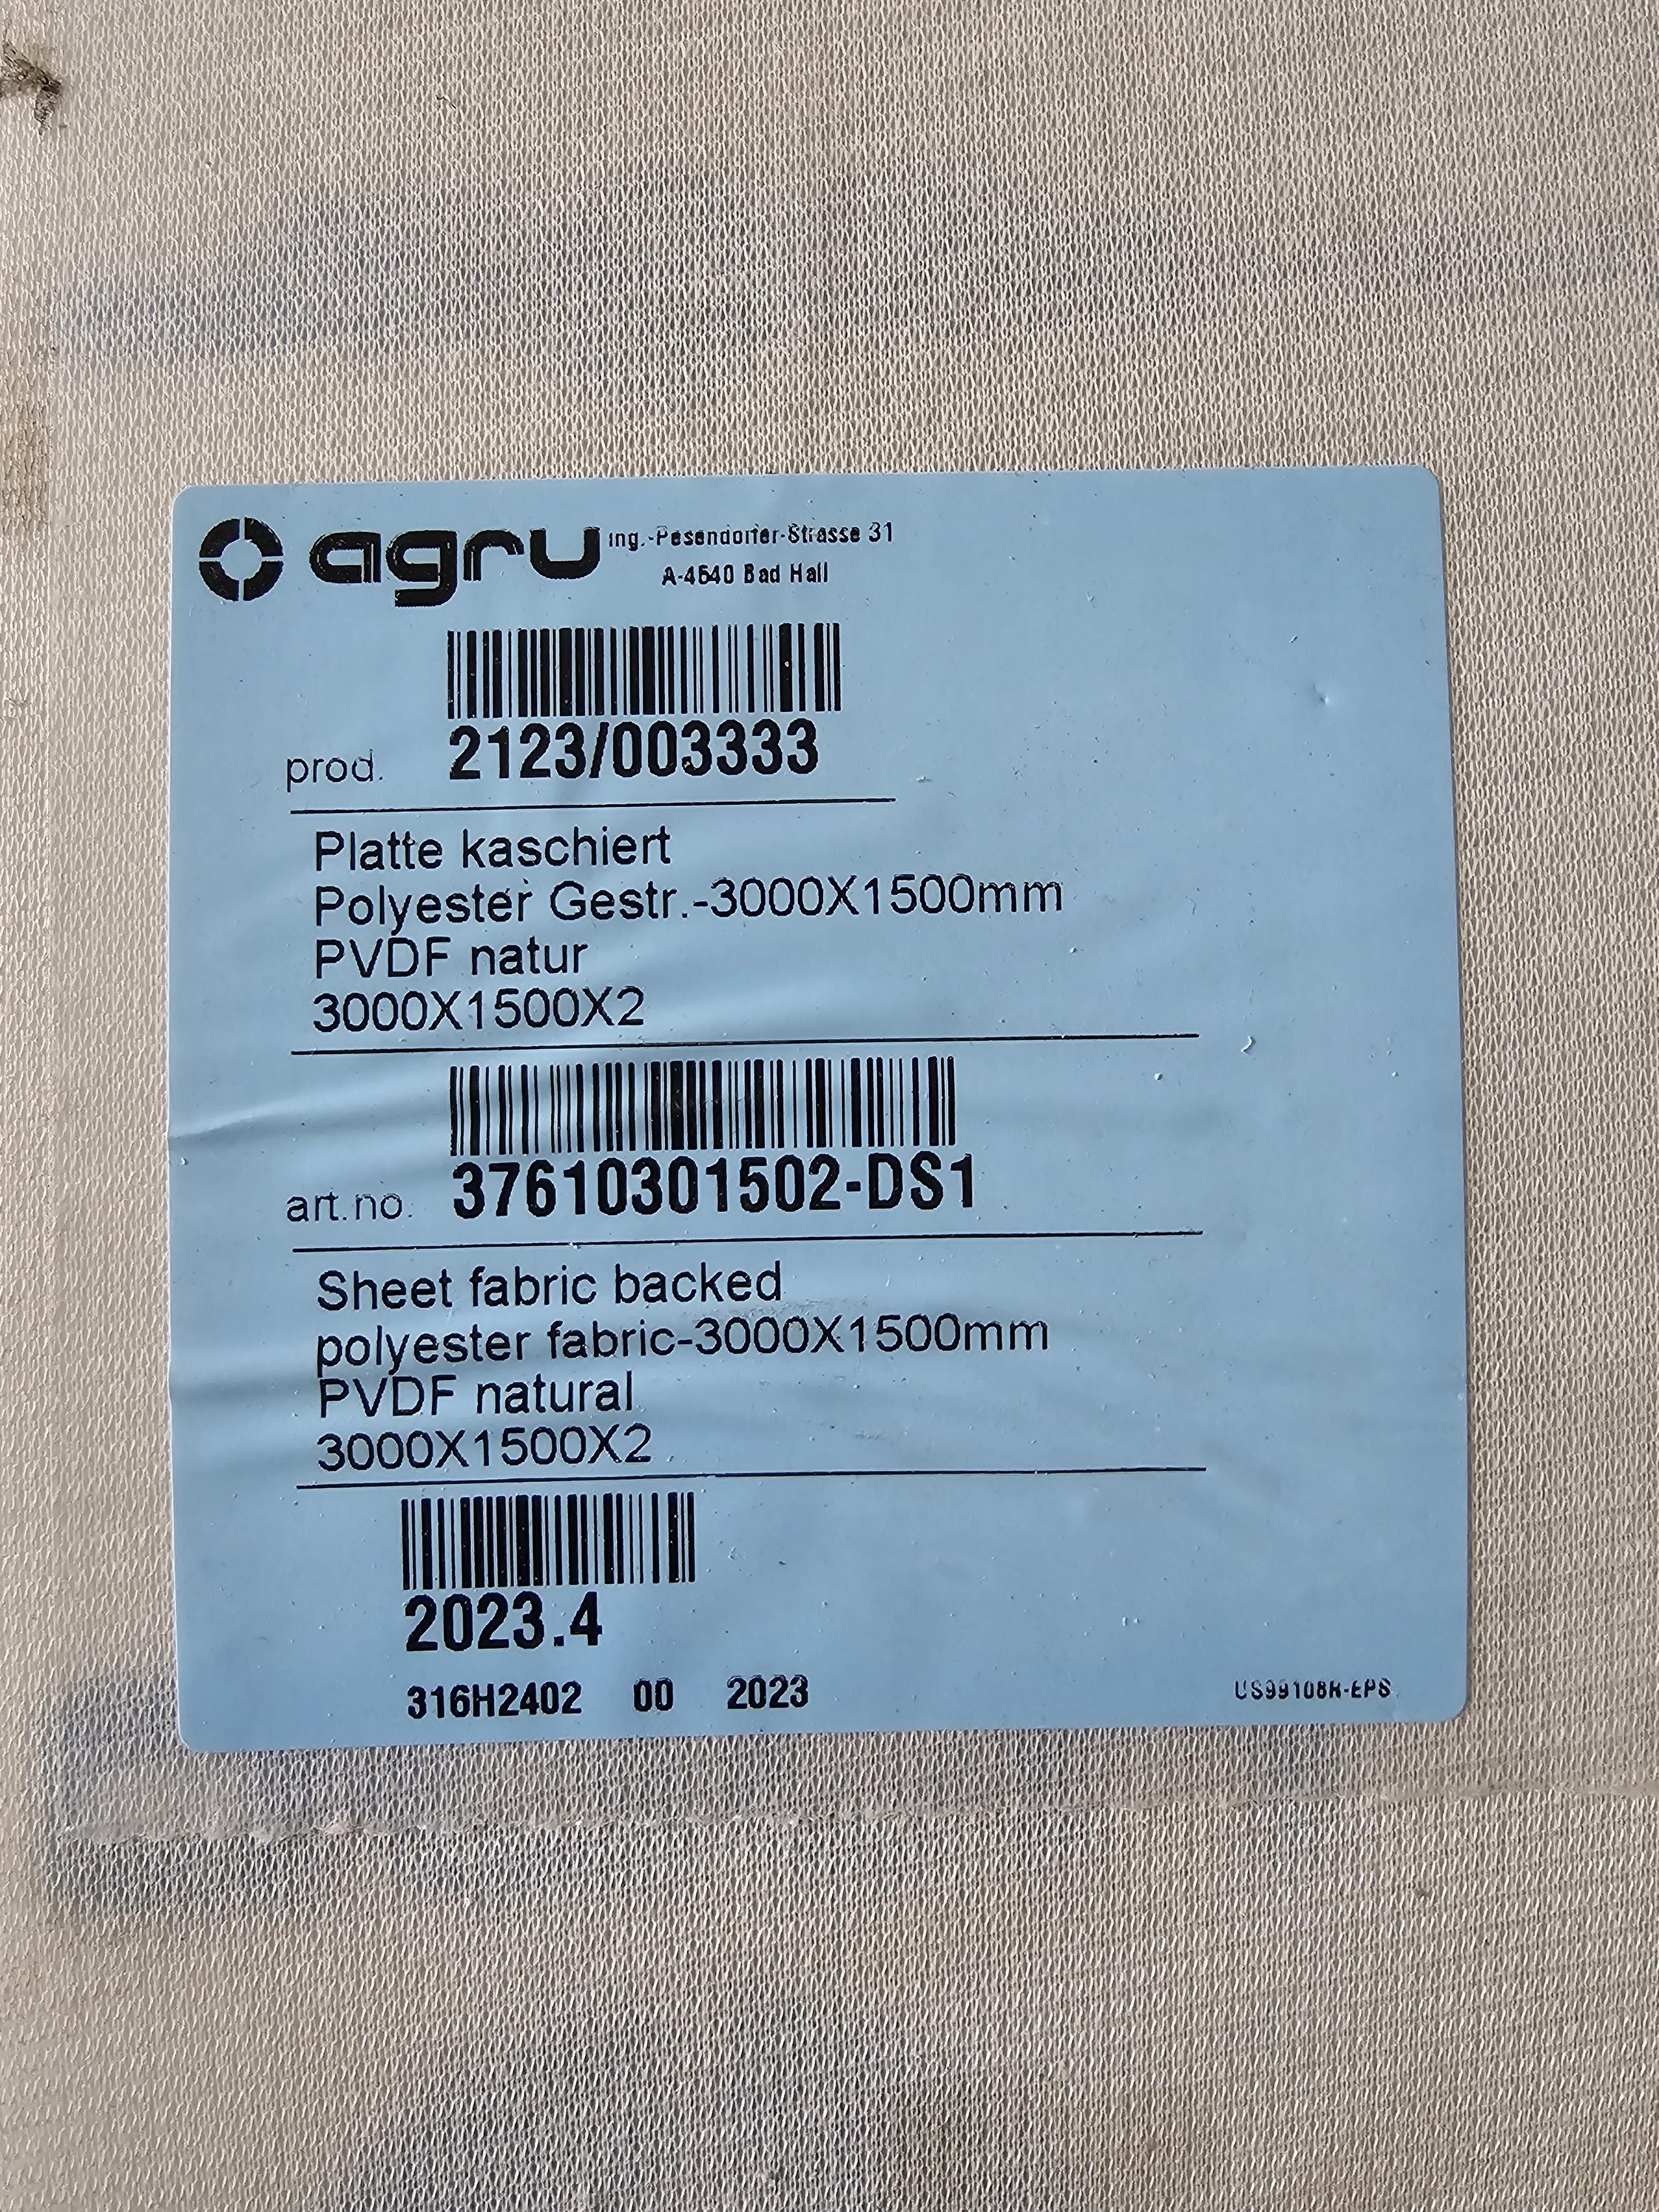 agru Ing.-Pesendorfer-Strasse 31
A-4540 Bad Hall
prod. 2123/003333
Platte kaschiert
Polyester Gestr.-3000X1500mm
PVDF natur
3000X1500X2
art.no. 37610301502-DS1
Sheet fabric backed
polyester fabric-3000X1500mm
PVDF natural
3000X1500X2
2023.4
316H2402 00 2023